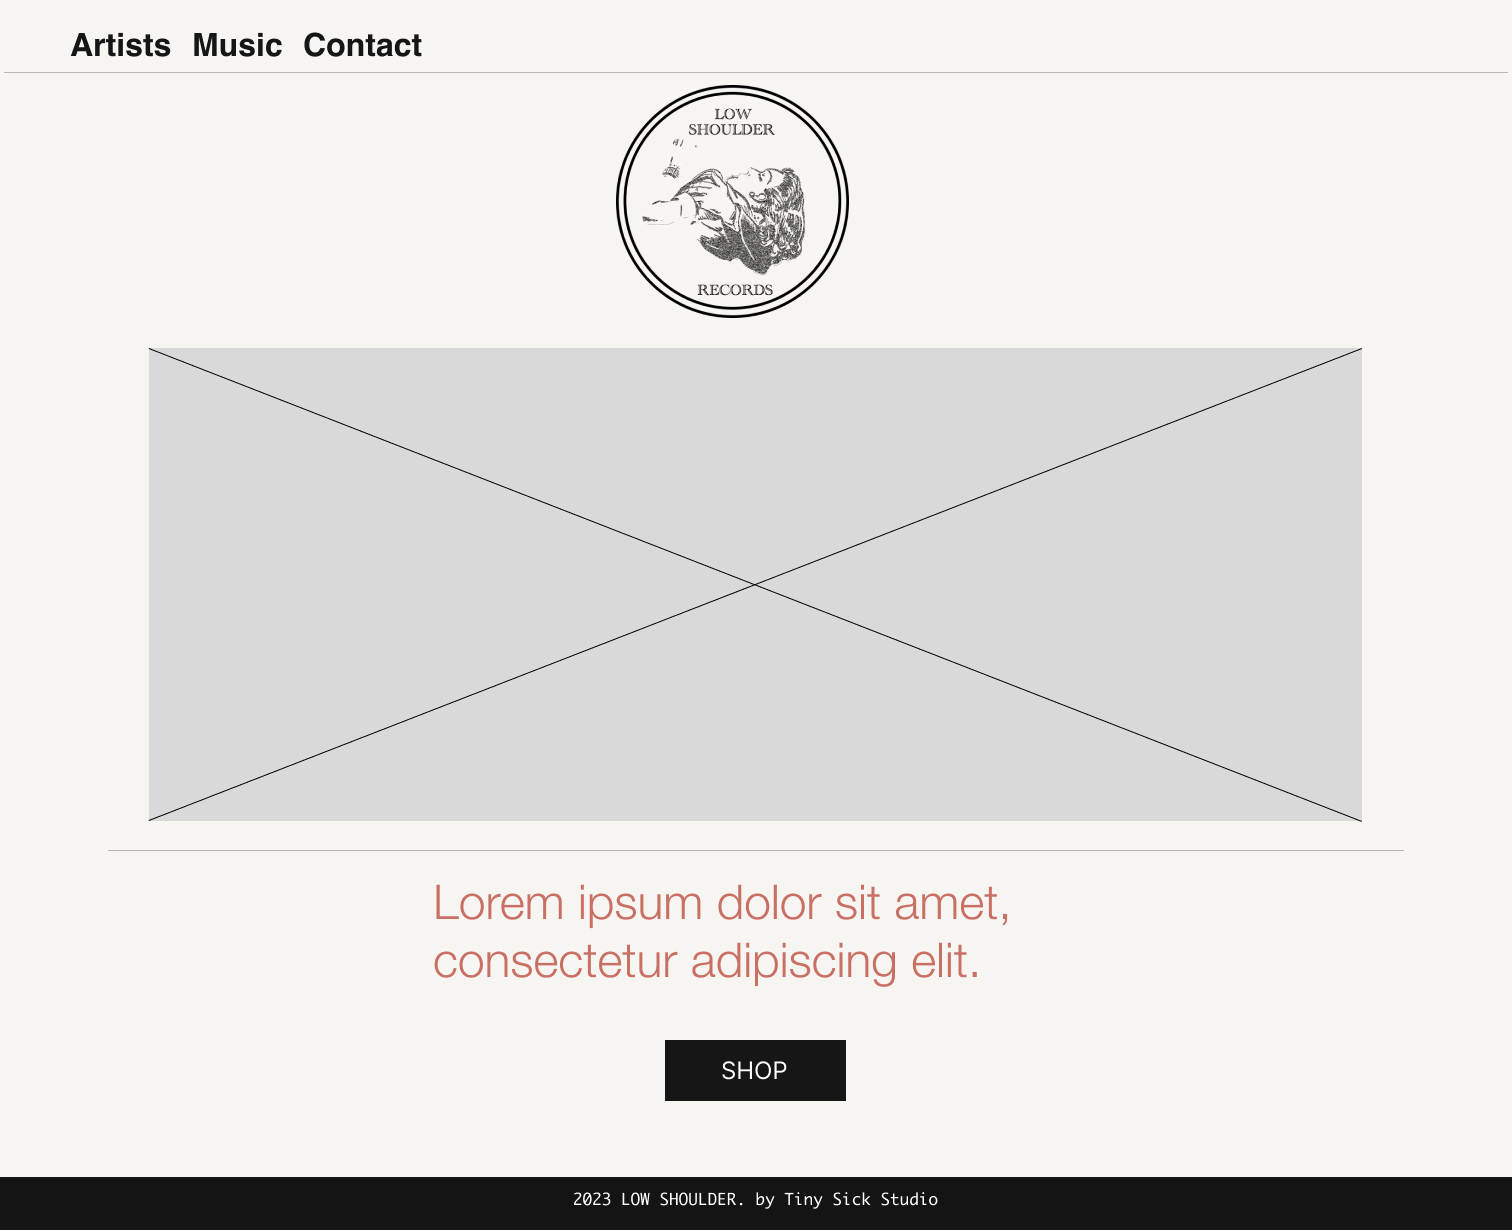 Artists Music Contact
LOW
SHOULDER
RECORDS
Lorem ipsum dolor sit amet,
consectetur adipiscing elit.
SHOP
2023 LOW SHOULDER. by Tiny Sick Studio